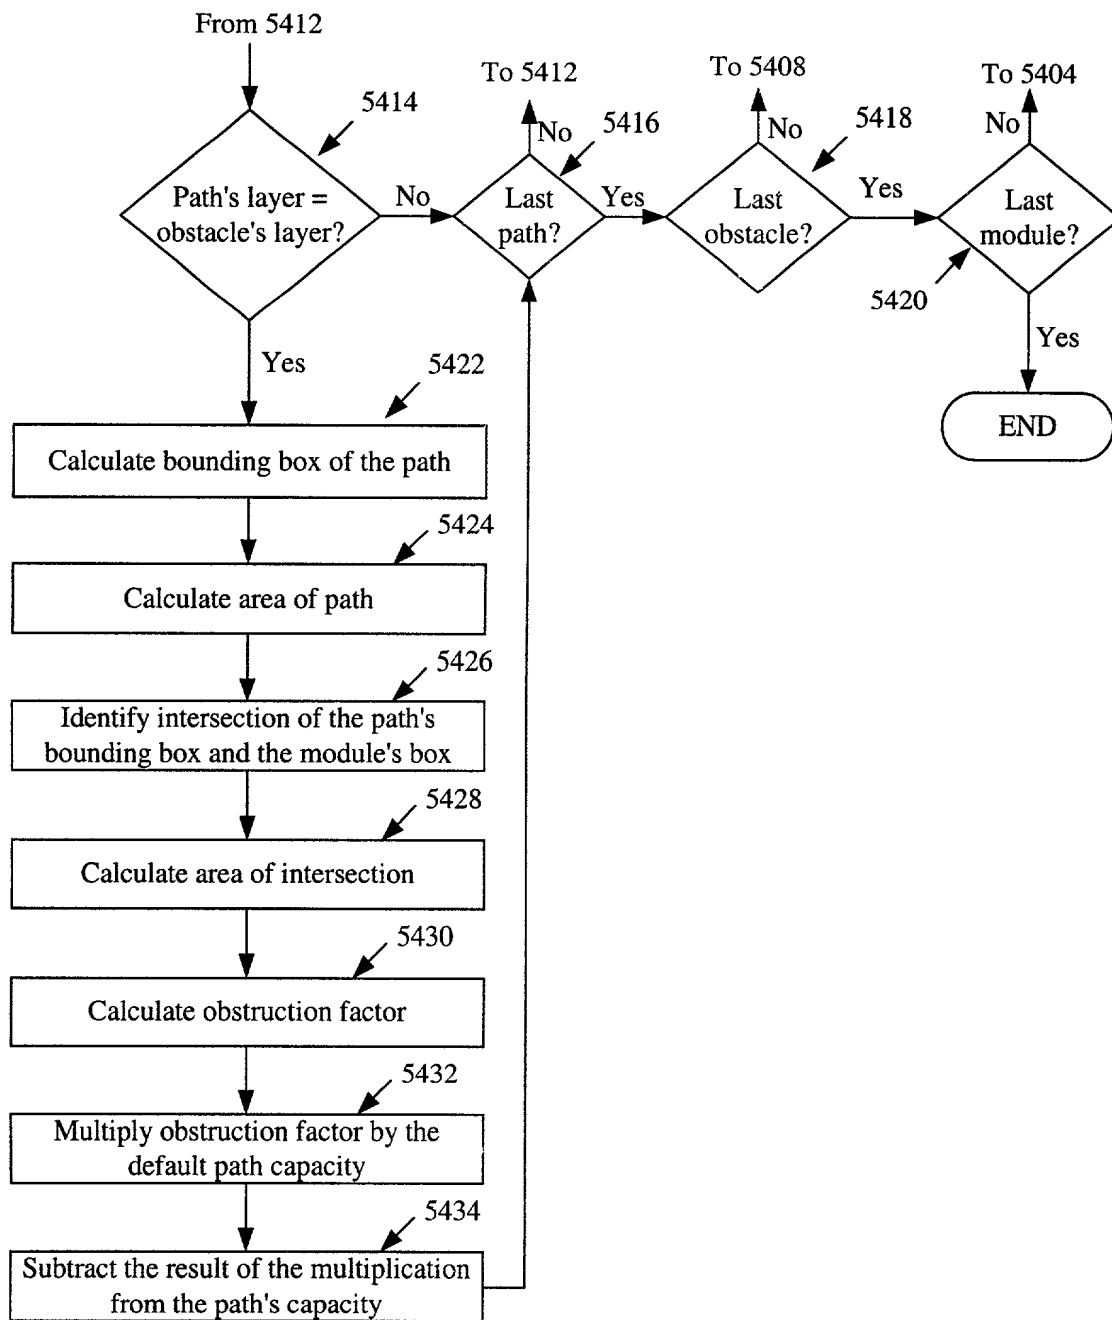 From 5412
To 5412
To 5408
To 5404
5414
5416
5418
No
No
No
Path's layer =
obstacle's layer?
No
Last
path?
Yes
Last
obstacle?
Yes
Last
module?
5420
Yes
Yes
END
5422
Calculate bounding box of the path
5424
Calculate area of path
5426
Identify intersection of the path's
bounding box and the module's box
5428
Calculate area of intersection
5430
Calculate obstruction factor
5432
Multiply obstruction factor by the
default path capacity
5434
Subtract the result of the multiplication
from the path's capacity